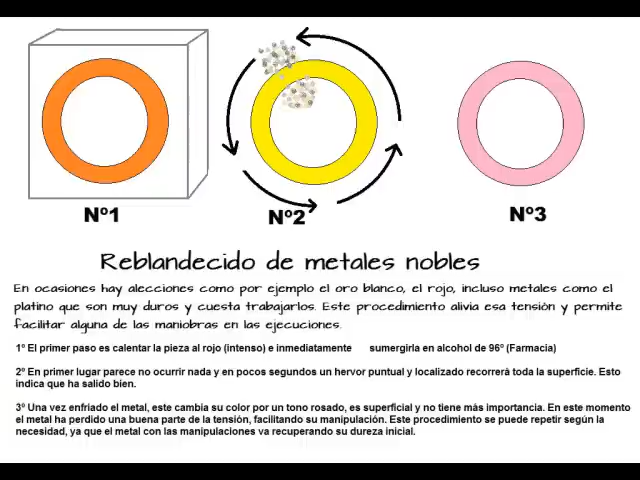 Nº1
Nº2
Nº3
Reblandecido de metales nobles
En ocasiones hay alecciones como por ejemplo el oro blanco, el rojo, incluso metales como el
platino que son muy duros y cuesta trabajarlos. Este procedimiento alivia esa tensión y permite
facilitar alguna de las maniobras en las ejecuciones.
1º El primer paso es calentar la pieza al rojo (intenso) e inmediatamente sumergirla en alcohol de 96º (Farmacia)
2º En primer lugar parece no ocurrir nada y en pocos segundos un hervor puntual y localizado recorrerà toda la superficie. Esto
indica que ha salido bien.
3º Una vez enfriado el metal, este cambia su color por un tono rosado, es superficial y no tiene más importancia. En este momento
el metal ha perdido una buena parte de la tensión, facilitando su manipulación. Este procedimiento se puede repetir según la
necesidad, ya que el metal con las manipulaciones va recuperando su dureza inicial.